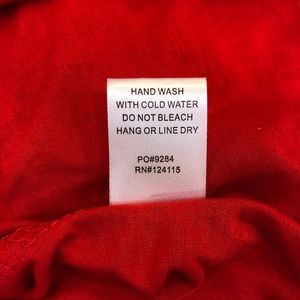 HAND WASH
WITH COLD WATER
DO NOT BLEACH
HANG OR LINE DRY
PO#9284
RN#124115